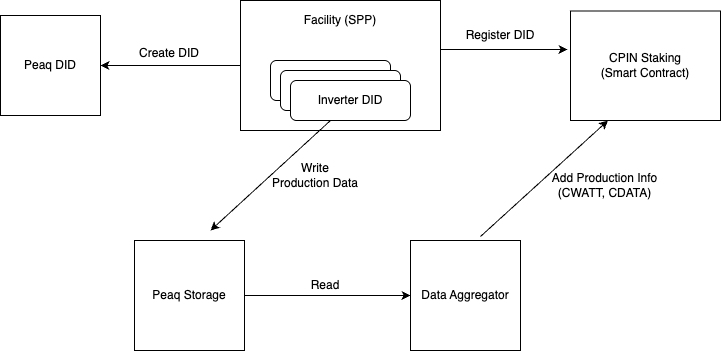 Facility (SPP)
Peaq DID
Create DID
Register DID
CPIN Staking
(Smart Contract)
Inverter DID
Write
Production Data
Add Production Info
(CWATT, CDATA)
Peaq Storage
Read
Data Aggregator